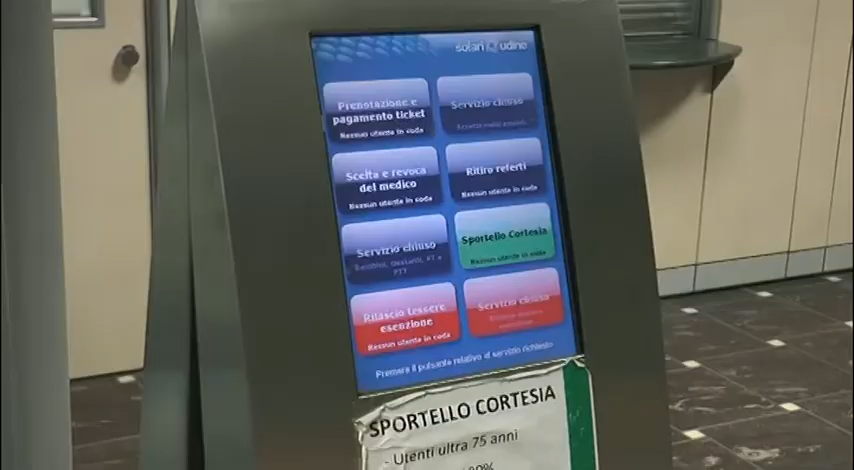 solari udine
Prenotazione e
pagamento ticket
Nessun utente in coda
Servizio chiuso
Scelta e revoca
del medico
Nessun utente in coda
Ritiro referti
Nessun utente in coda
Servizio chiuso
PTT
Sportello Cortesia
Nessun utente in coda
Rilascio tessere
esenzione
Nessun utente in coda
Servizio chiuso
Premere il pulsante relativo al servizio richiesto
SPORTELLO CORTESIA
- Utenti ultra 75 anni